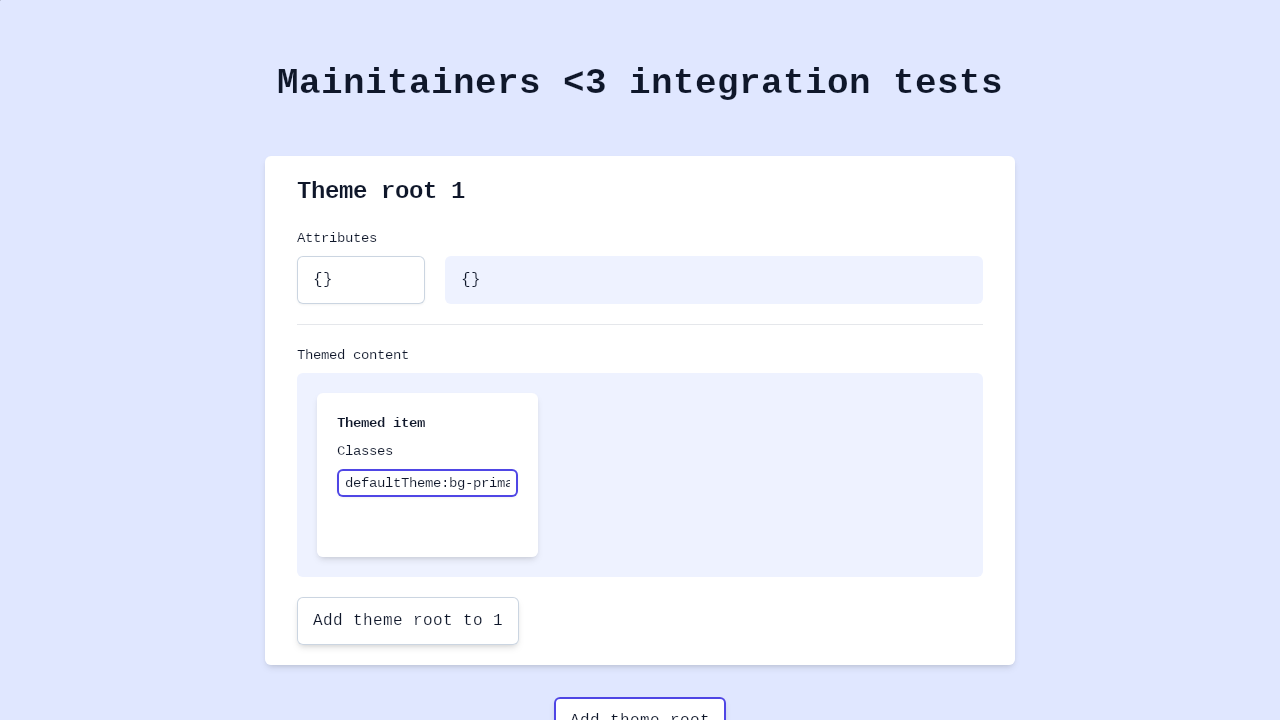 Mainitainers <3 integration tests
Theme root 1
Attributes
{}
{}
Themed content
Themed item
Classes
defaultTheme:bg-prima
Add theme root to 1
Add theme root